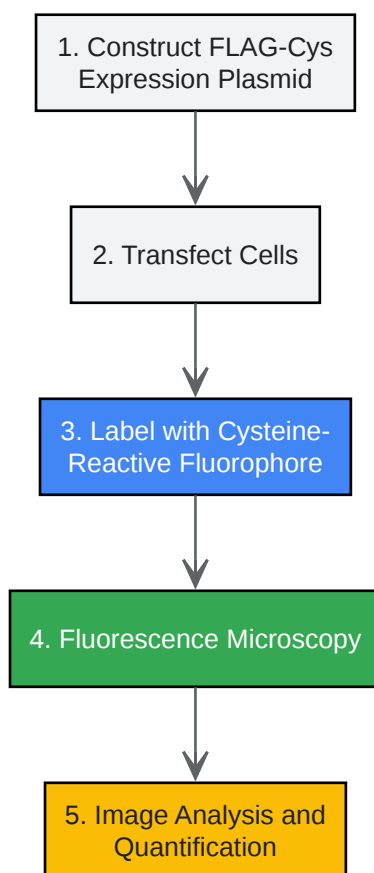 1. Construct FLAG-Cys
Expression Plasmid
2. Transfect Cells
3. Label with Cysteine-
Reactive Fluorophore
4. Fluorescence Microscopy
5. Image Analysis and
Quantification